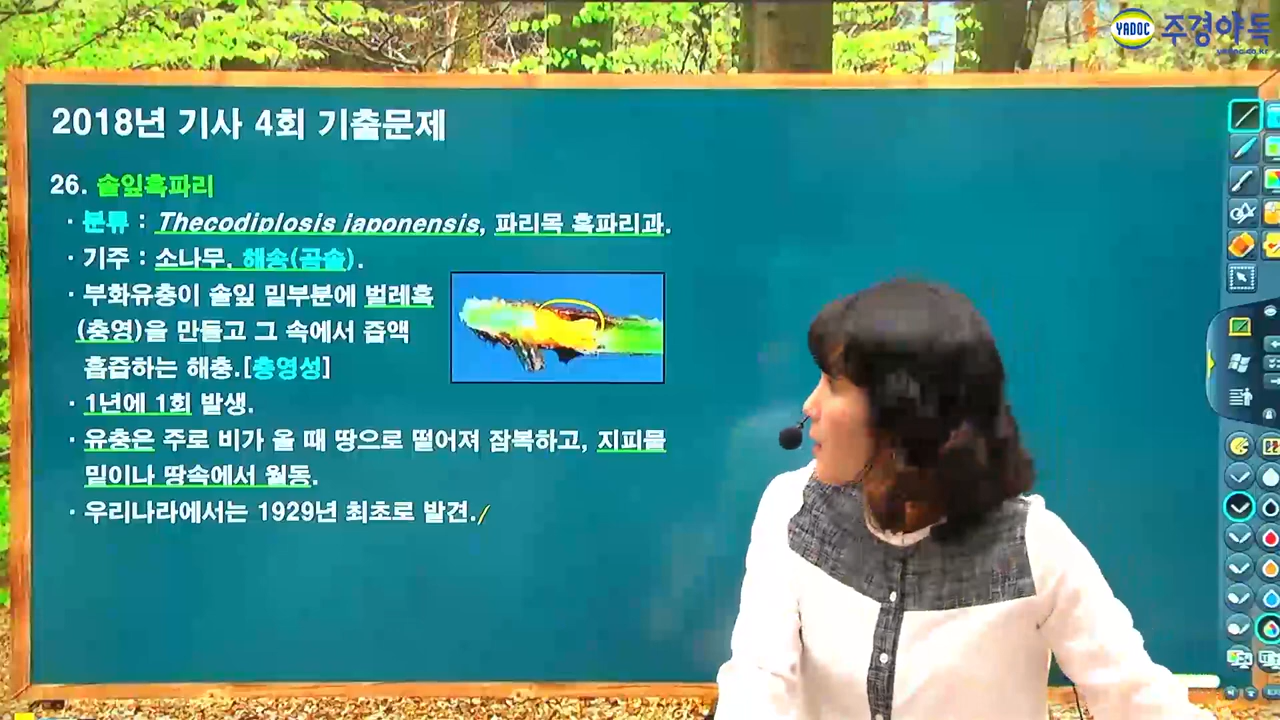 YADOC 주경야독
yadoc.co.kr
2018년 기사 4회 기출문제
26. 솔잎혹파리
· 분류 : Thecodiplosis japonensis, 파리목 혹파리과.
· 기주 : 소나무, 해송(곰솔).
· 부화유충이 솔잎 밑부분에 벌레혹
(충영)을 만들고 그 속에서 즙액
흡즙하는 해충.[충영성]
· 1년에 1회 발생.
· 유충은 주로 비가 올 때 땅으로 떨어져 잠복하고, 지피물
밑이나 땅속에서 월동.
· 우리나라에서는 1929년 최초로 발견.